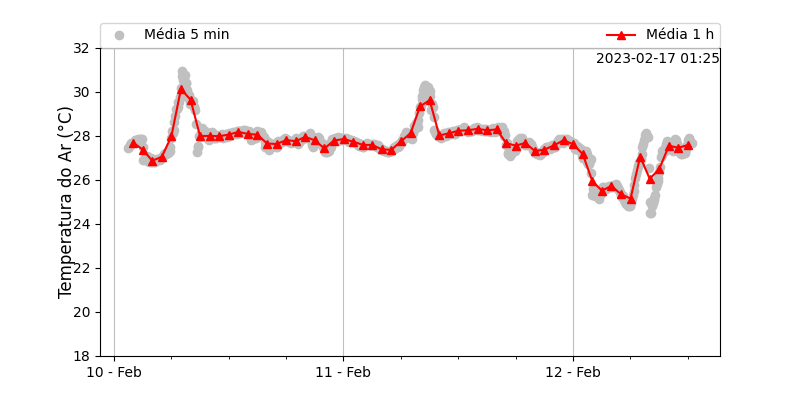 Média 5 min
Média 1 h
2023-02-17 01:25
Temperatura do Ar (°C)
32
30
28
26
24
22
20
18
10 - Feb
11 - Feb
12 - Feb